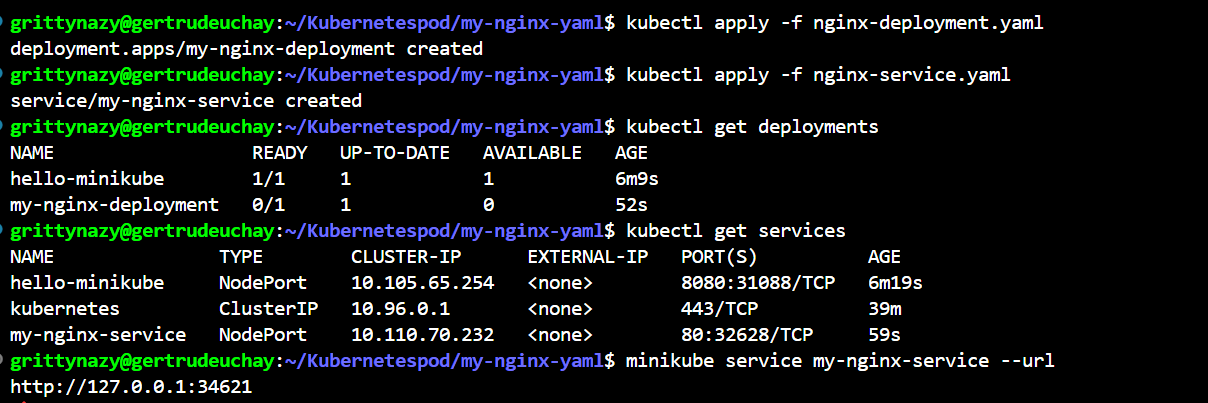 grittynazy@gertrudeuchay:~/Kubernetespod/my-nginx-yaml$ kubectl apply -f nginx-deployment.yaml
deployment.apps/my-nginx-deployment created
grittynazy@gertrudeuchay:~/Kubernetespod/my-nginx-yaml$ kubectl apply -f nginx-service.yaml
service/my-nginx-service created
grittynazy@gertrudeuchay:~/Kubernetespod/my-nginx-yaml$ kubectl get deployments
NAME                  READY   UP-TO-DATE   AVAILABLE   AGE
hello-minikube        1/1     1            1           6m9s
my-nginx-deployment   0/1     1            0           52s
grittynazy@gertrudeuchay:~/Kubernetespod/my-nginx-yaml$ kubectl get services
NAME               TYPE        CLUSTER-IP      EXTERNAL-IP   PORT(S)          AGE
hello-minikube     NodePort    10.105.65.254   <none>        8080:31088/TCP   6m19s
kubernetes         ClusterIP   10.96.0.1       <none>        443/TCP          39m
my-nginx-service   NodePort    10.110.70.232   <none>        80:32628/TCP     59s
grittynazy@gertrudeuchay:~/Kubernetespod/my-nginx-yaml$ minikube service my-nginx-service --url
http://127.0.0.1:34621